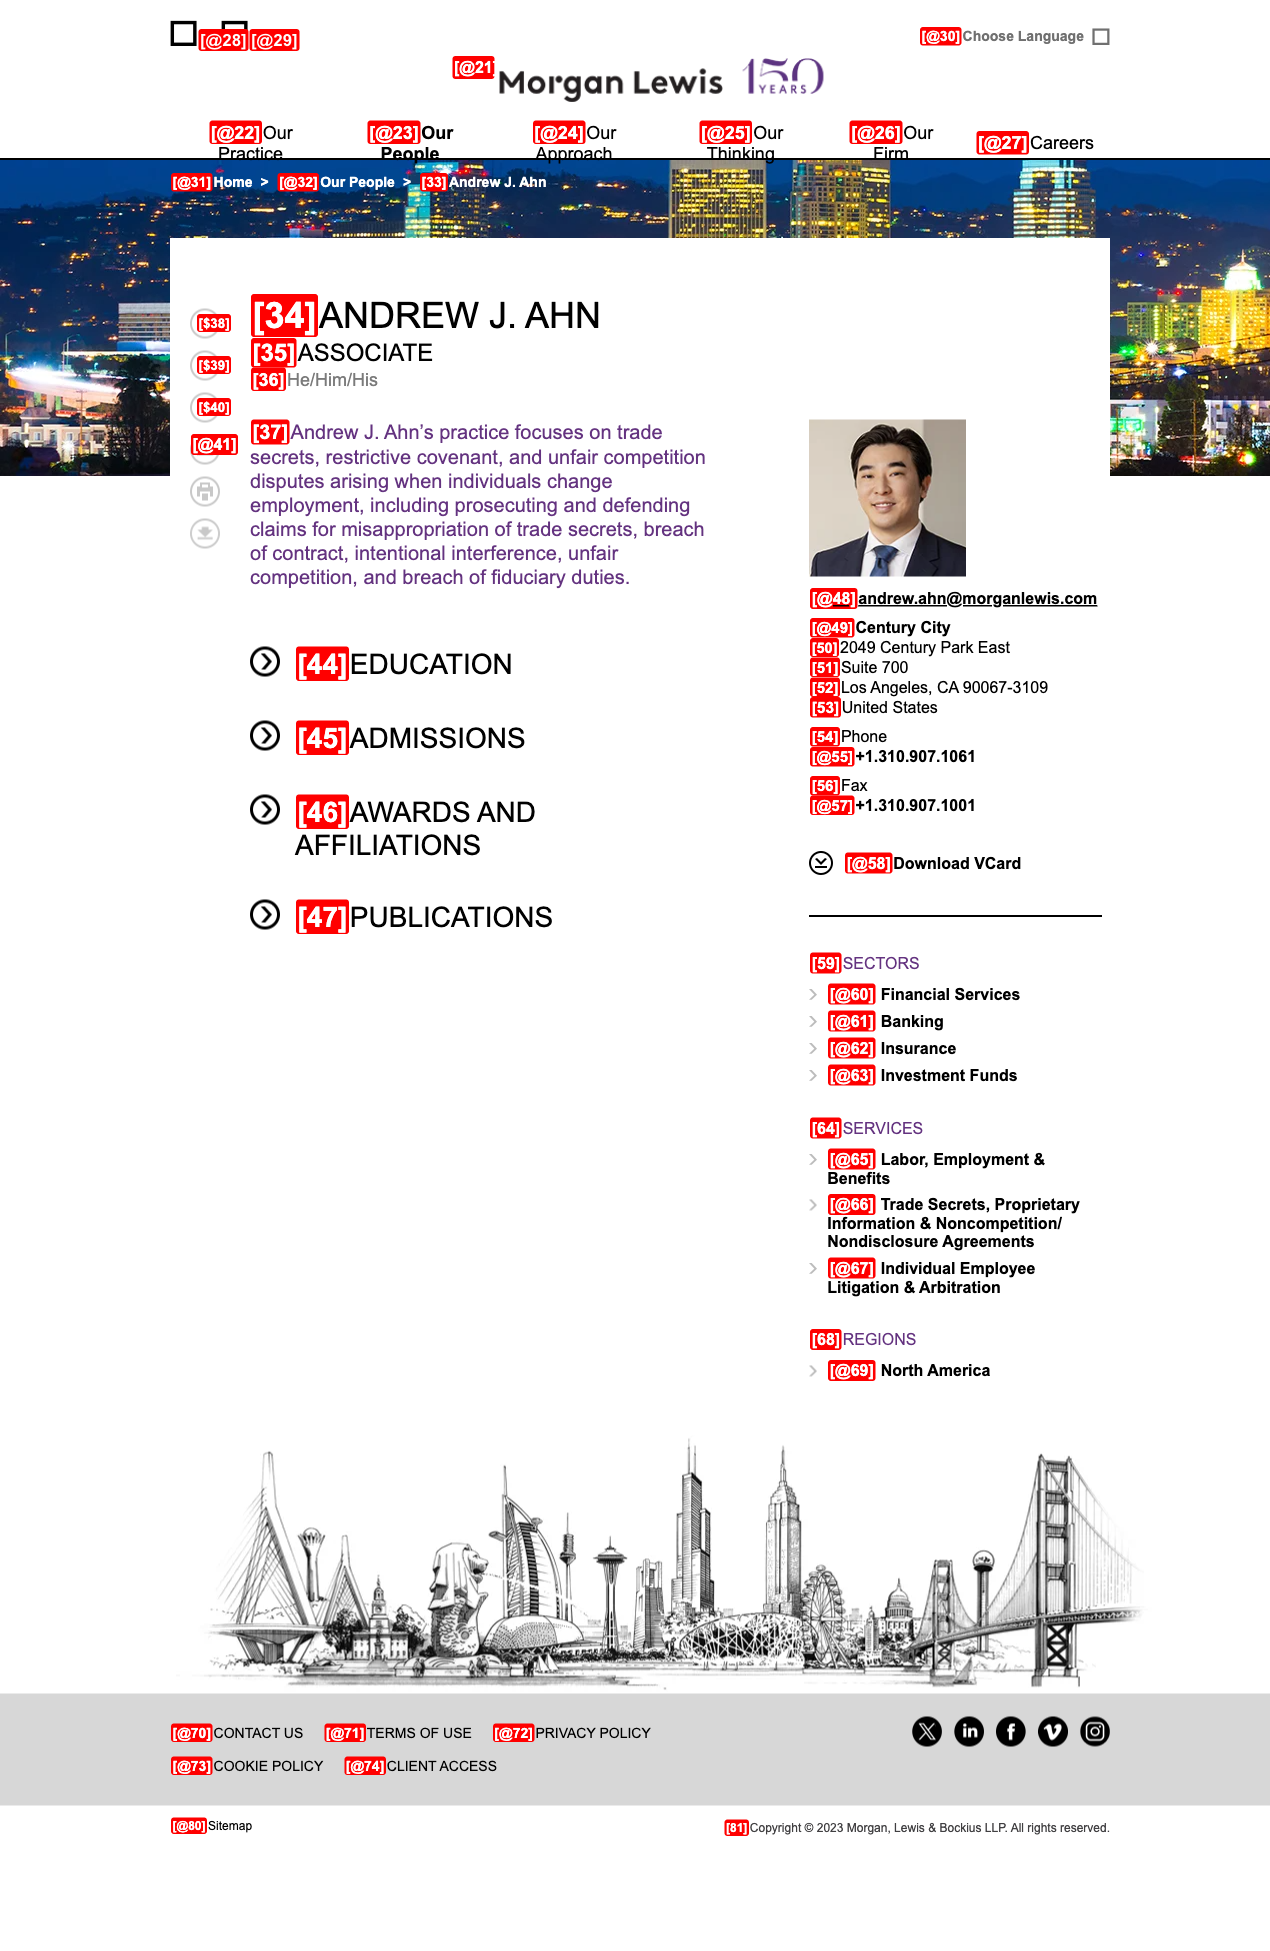 [@28] [@29]
[@30]Choose Language
[@21] Morgan Lewis 150 YEARS
[@22]Our Practice
[@23]Our People
[@24]Our Approach
[@25]Our Thinking
[@26]Our Firm
[@27]Careers
[@31]Home > [@32]Our People > [33]Andrew J. Ahn
[34]ANDREW J. AHN
[35]ASSOCIATE
[36]He/Him/His
[$38]
[$39]
[$40]
[@41]
[37]Andrew J. Ahn’s practice focuses on trade
secrets, restrictive covenant, and unfair competition
disputes arising when individuals change
employment, including prosecuting and defending
claims for misappropriation of trade secrets, breach
of contract, intentional interference, unfair
competition, and breach of fiduciary duties.
[44]EDUCATION
[45]ADMISSIONS
[46]AWARDS AND
AFFILIATIONS
[47]PUBLICATIONS
[@48]andrew.ahn@morganlewis.com
[@49]Century City
[50]2049 Century Park East
[51]Suite 700
[52]Los Angeles, CA 90067-3109
[53]United States
[54]Phone
[@55]+1.310.907.1061
[56]Fax
[@57]+1.310.907.1001
[@58]Download VCard
[59]SECTORS
[@60] Financial Services
[@61] Banking
[@62] Insurance
[@63] Investment Funds
[64]SERVICES
[@65] Labor, Employment &
Benefits
[@66] Trade Secrets, Proprietary
Information & Noncompetition/
Nondisclosure Agreements
[@67] Individual Employee
Litigation & Arbitration
[68]REGIONS
[@69] North America
[@70]CONTACT US [@71]TERMS OF USE [@72]PRIVACY POLICY
[@73]COOKIE POLICY [@74]CLIENT ACCESS
[@80]Sitemap
[81]Copyright © 2023 Morgan, Lewis & Bockius LLP. All rights reserved.